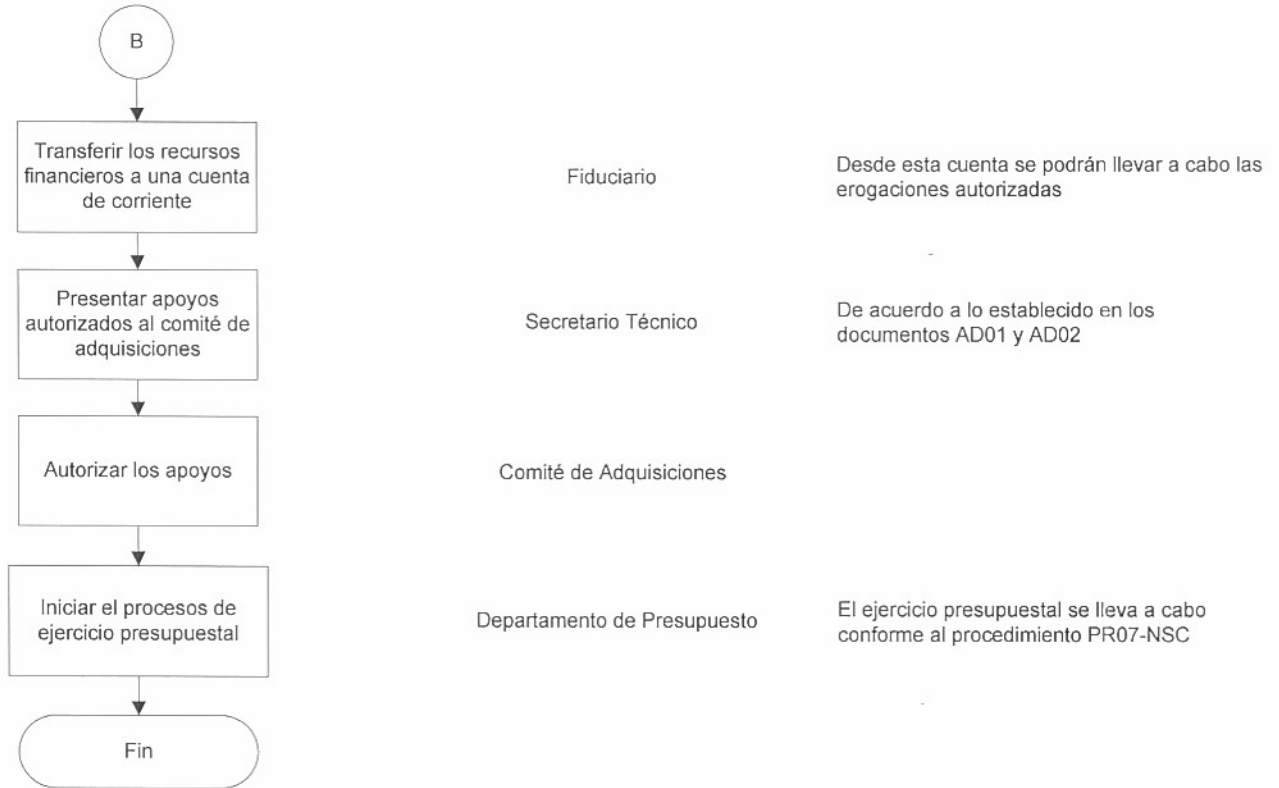 B
Transferir los recursos
financieros a una cuenta
de corriente
Fiduciario
Desde esta cuenta se podrán llevar a cabo las
erogaciones autorizadas
Presentar apoyos
autorizados al comité de
adquisiciones
Secretario Técnico
De acuerdo a lo establecido en los
documentos AD01 y AD02
Autorizar los apoyos
Comité de Adquisiciones
Iniciar el procesos de
ejercicio presupuestal
Departamento de Presupuesto
El ejercicio presupuestal se lleva a cabo
conforme al procedimiento PR07-NSC
Fin